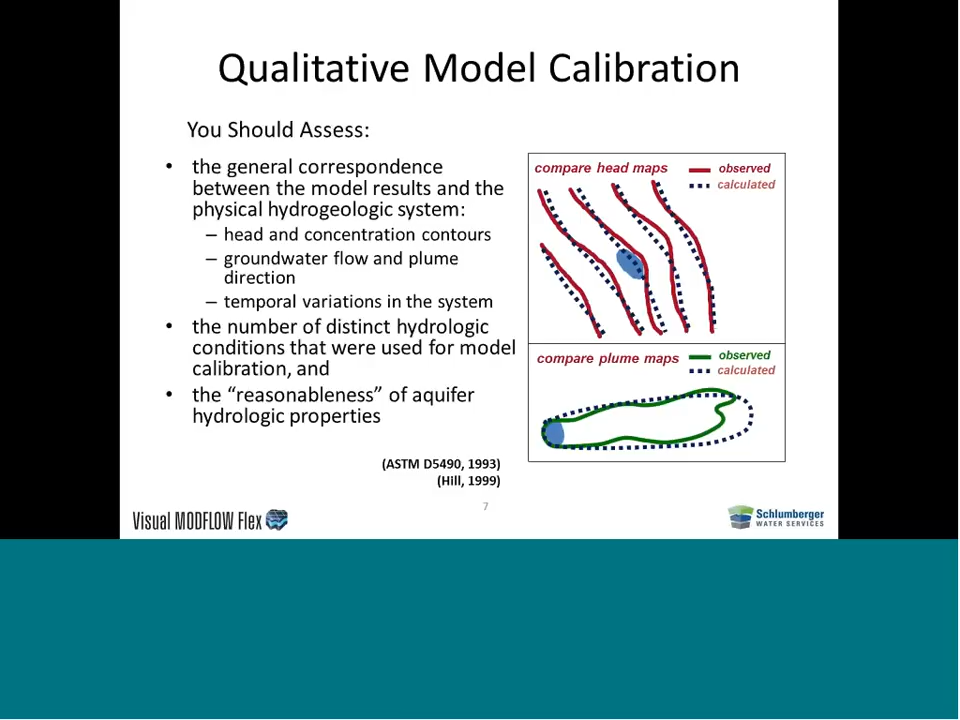 Qualitative Model Calibration
You Should Assess:
• the general correspondence
between the model results and the
physical hydrogeologic system:
– head and concentration contours
– groundwater flow and plume
direction
– temporal variations in the system
• the number of distinct hydrologic
conditions that were used for model
calibration, and
• the “reasonableness” of aquifer
hydrologic properties
(ASTM D5490, 1993)
(Hill, 1999)
compare head maps
observed
calculated
compare plume maps
observed
calculated
7
Visual MODFLOW Flex
Schlumberger
WATER SERVICES